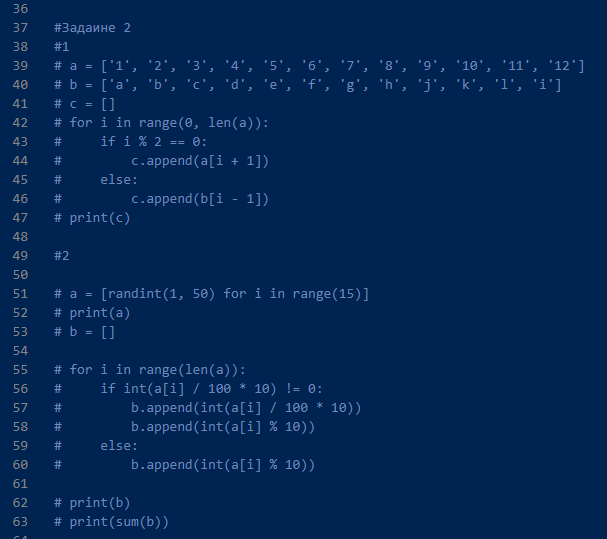 36
37 #Задаине 2
38 #1
39 # a = ['1', '2', '3', '4', '5', '6', '7', '8', '9', '10', '11', '12']
40 # b = ['a', 'b', 'c', 'd', 'e', 'f', 'g', 'h', 'j', 'k', 'l', 'i']
41 # c = []
42 # for i in range(0, len(a)):
43 #     if i % 2 == 0:
44 #         c.append(a[i + 1])
45 #     else:
46 #         c.append(b[i - 1])
47 # print(c)
48
49 #2
50
51 # a = [randint(1, 50) for i in range(15)]
52 # print(a)
53 # b = []
54
55 # for i in range(len(a)):
56 #     if int(a[i] / 100 * 10) != 0:
57 #         b.append(int(a[i] / 100 * 10))
58 #         b.append(int(a[i] % 10))
59 #     else:
60 #         b.append(int(a[i] % 10))
61
62 # print(b)
63 # print(sum(b))